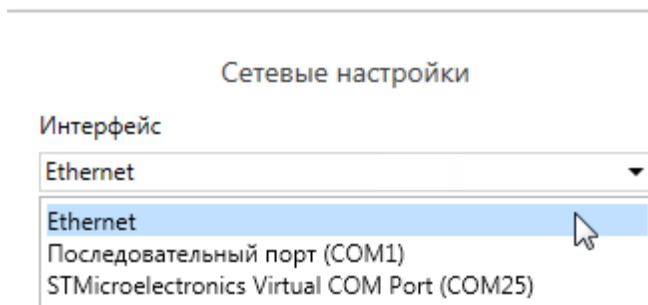 Сетевые настройки
Интерфейс
Ethernet
Ethernet
Последовательный порт (COM1)
STMicroelectronics Virtual COM Port (COM25)